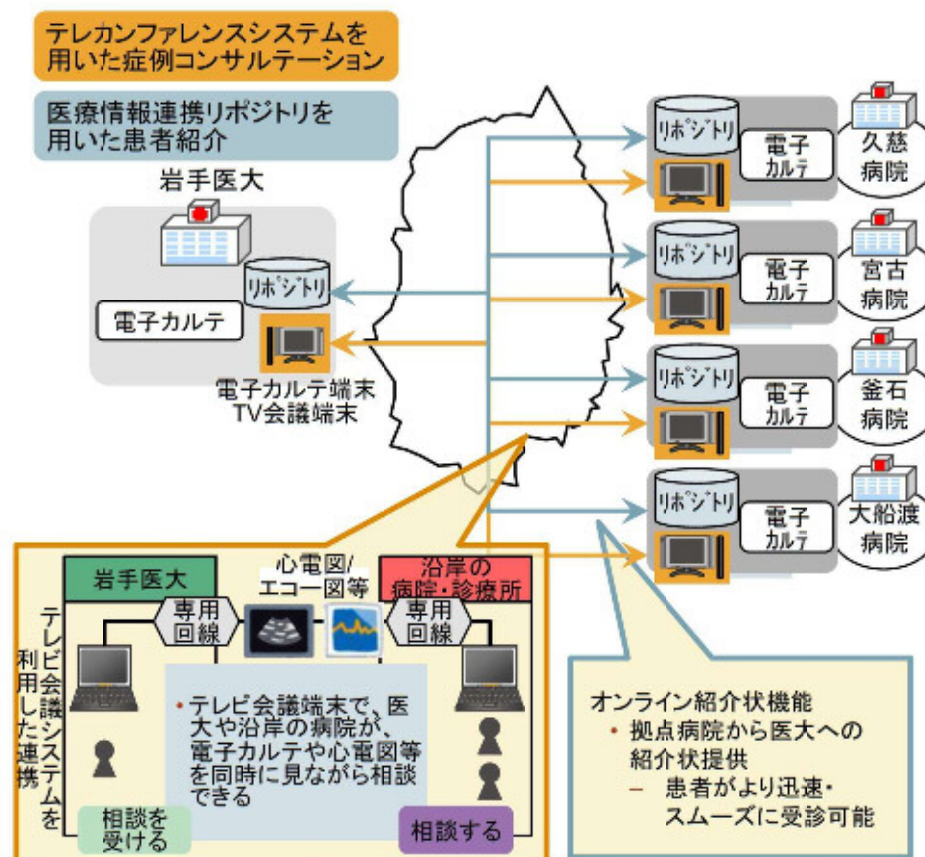 テレカンファレンスシステムを
用いた症例コンサルテーション
医療情報連携リポジトリを
用いた患者紹介
岩手医大
リポジトリ
電子カルテ
電子カルテ端末
TV会議端末
リポジトリ
電子
カルテ
久慈
病院
リポジトリ
電子
カルテ
宮古
病院
リポジトリ
電子
カルテ
釜石
病院
リポジトリ
電子
カルテ
大船渡
病院
テレビ会議システムを
利用した連携
岩手医大
心電図/
エコー図等
沿岸の
病院・診療所
専用
回線
専用
回線
・テレビ会議端末で、医
大や沿岸の病院が、
電子カルテや心電図等
を同時に見ながら相談
できる
相談を
受ける
相談する
オンライン紹介状機能
・ 拠点病院から医大への
紹介状提供
– 患者がより迅速・
スムーズに受診可能